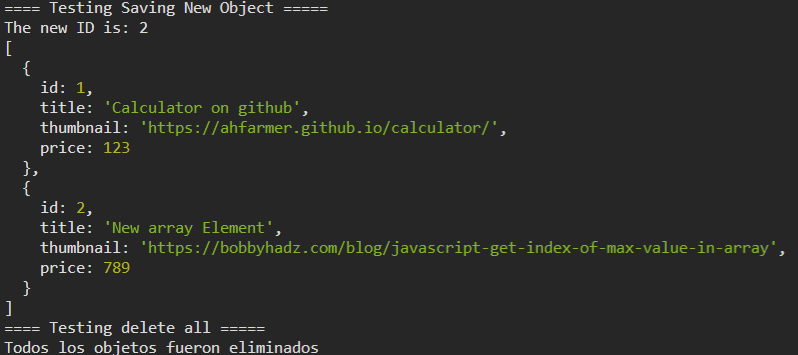 ==== Testing Saving New Object =====
The new ID is: 2
[
  {
    id: 1,
    title: 'Calculator on github',
    thumbnail: 'https://ahfarmer.github.io/calculator/',
    price: 123
  },
  {
    id: 2,
    title: 'New array Element',
    thumbnail: 'https://bobbyhadz.com/blog/javascript-get-index-of-max-value-in-array',
    price: 789
  }
]
==== Testing delete all =====
Todos los objetos fueron eliminados